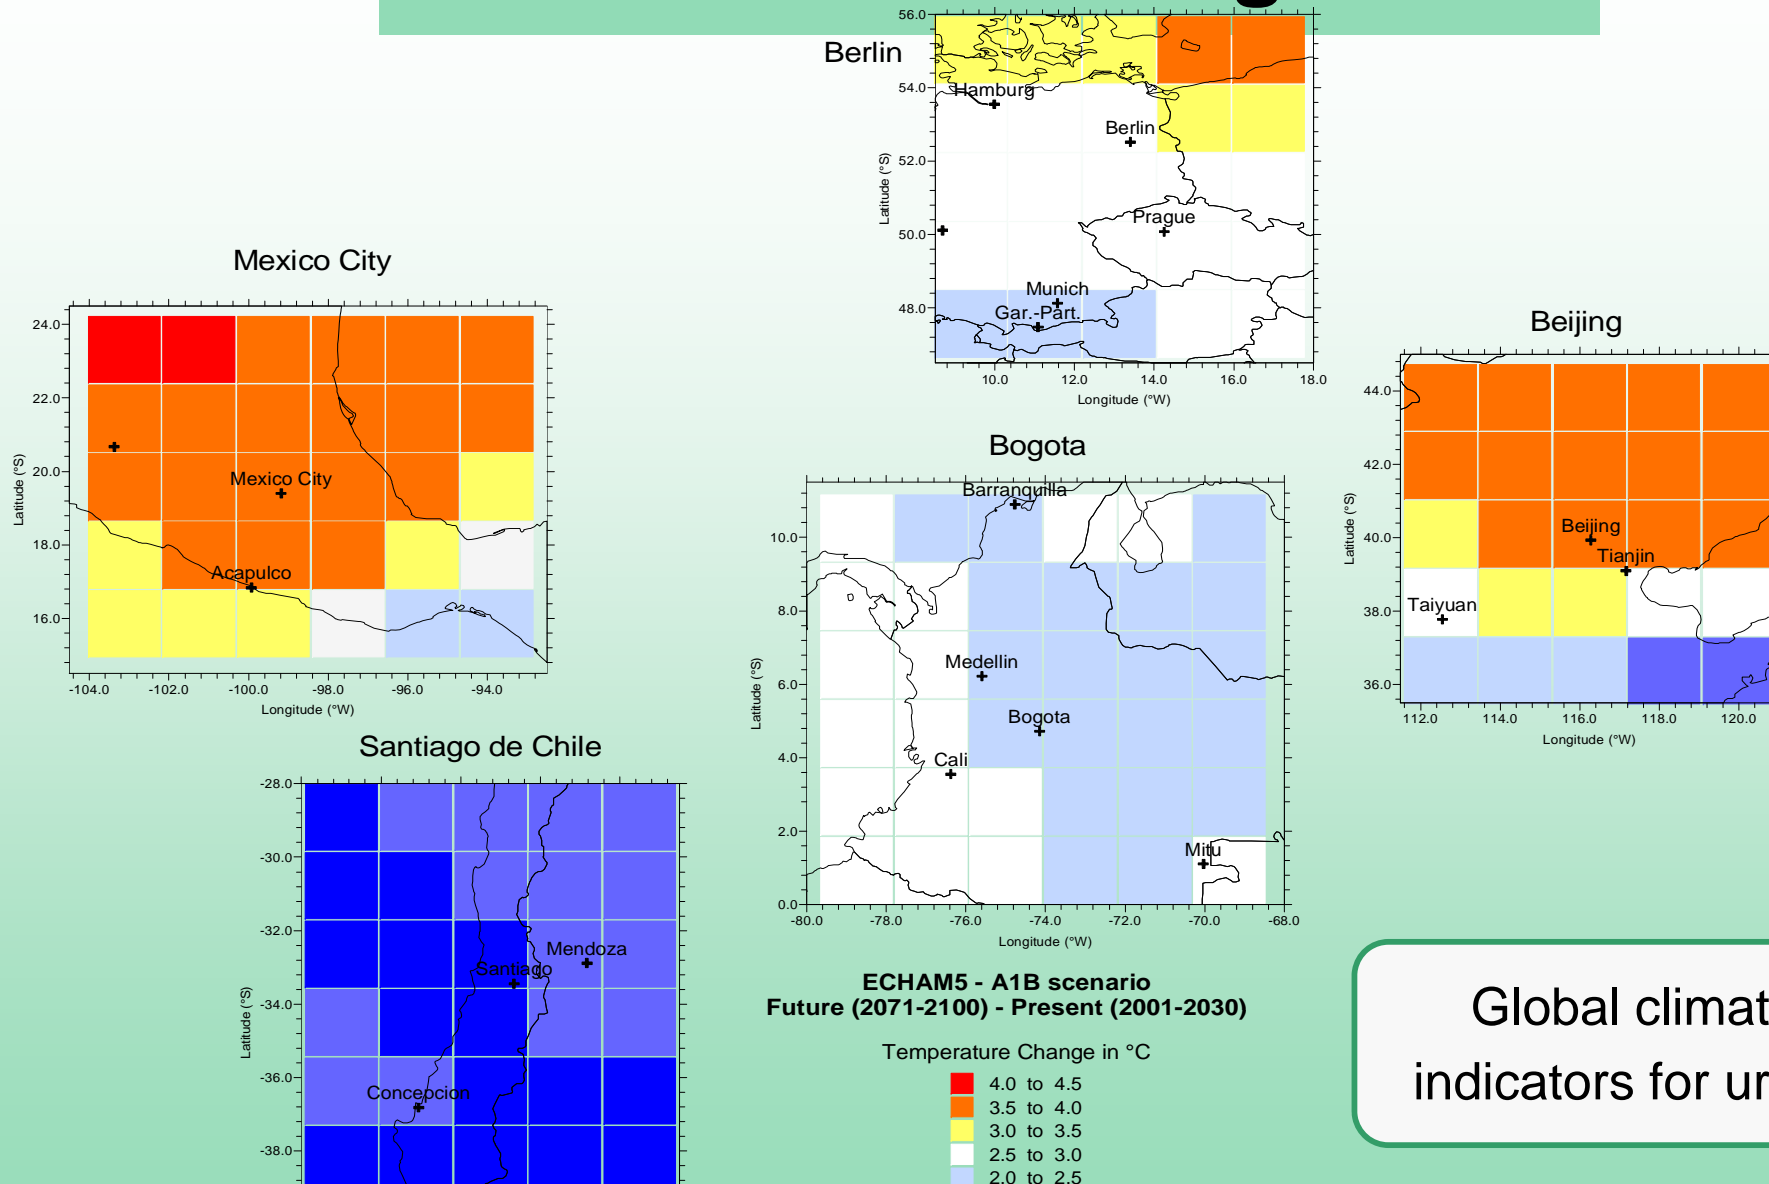 Berlin
56.0
54.0
52.0
50.0
48.0
Latitude (°S)
Hamburg
Berlin
Prague
Munich
Gar.-Part.
10.0 12.0 14.0 16.0 18.0
Longitude (°W)
Mexico City
24.0
22.0
20.0
18.0
16.0
Latitude (°S)
Mexico City
Acapulco
-104.0 -102.0 -100.0 -98.0 -96.0 -94.0
Longitude (°W)
Beijing
44.0
42.0
40.0
38.0
36.0
Latitude (°S)
Beijing
Tianjin
Taiyuan
112.0 114.0 116.0 118.0 120.0
Longitude (°W)
Bogota
10.0
8.0
6.0
4.0
2.0
0.0
Latitude (°S)
Barranquilla
Medellin
Bogota
Cali
Mitu
-80.0 -78.0 -76.0 -74.0 -72.0 -70.0 -68.0
Longitude (°W)
Santiago de Chile
-28.0
-30.0
-32.0
-34.0
-36.0
-38.0
Latitude (°S)
Mendoza
Santiago
Concepcion
ECHAM5 - A1B scenario
Future (2071-2100) - Present (2001-2030)
Temperature Change in °C
4.0 to 4.5
3.5 to 4.0
3.0 to 3.5
2.5 to 3.0
2.0 to 2.5
Global climat
indicators for ur